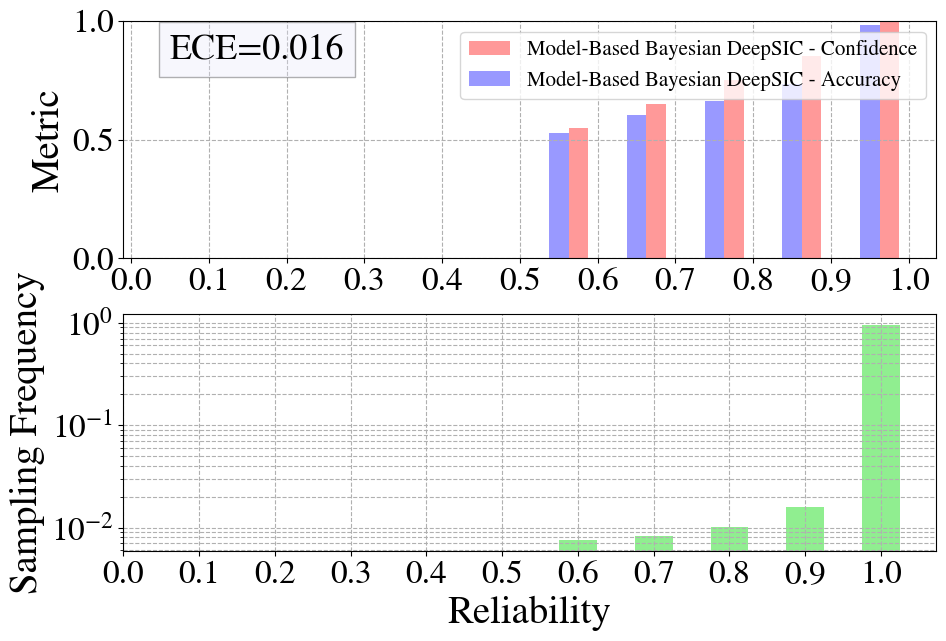 ECE=0.016
Model-Based Bayesian DeepSIC - Confidence
Model-Based Bayesian DeepSIC - Accuracy
Metric
1.0
0.5
0.0
0.0 0.1 0.2 0.3 0.4 0.5 0.6 0.7 0.8 0.9 1.0
Sampling Frequency
10⁰
10⁻¹
10⁻²
0.0 0.1 0.2 0.3 0.4 0.5 0.6 0.7 0.8 0.9 1.0
Reliability